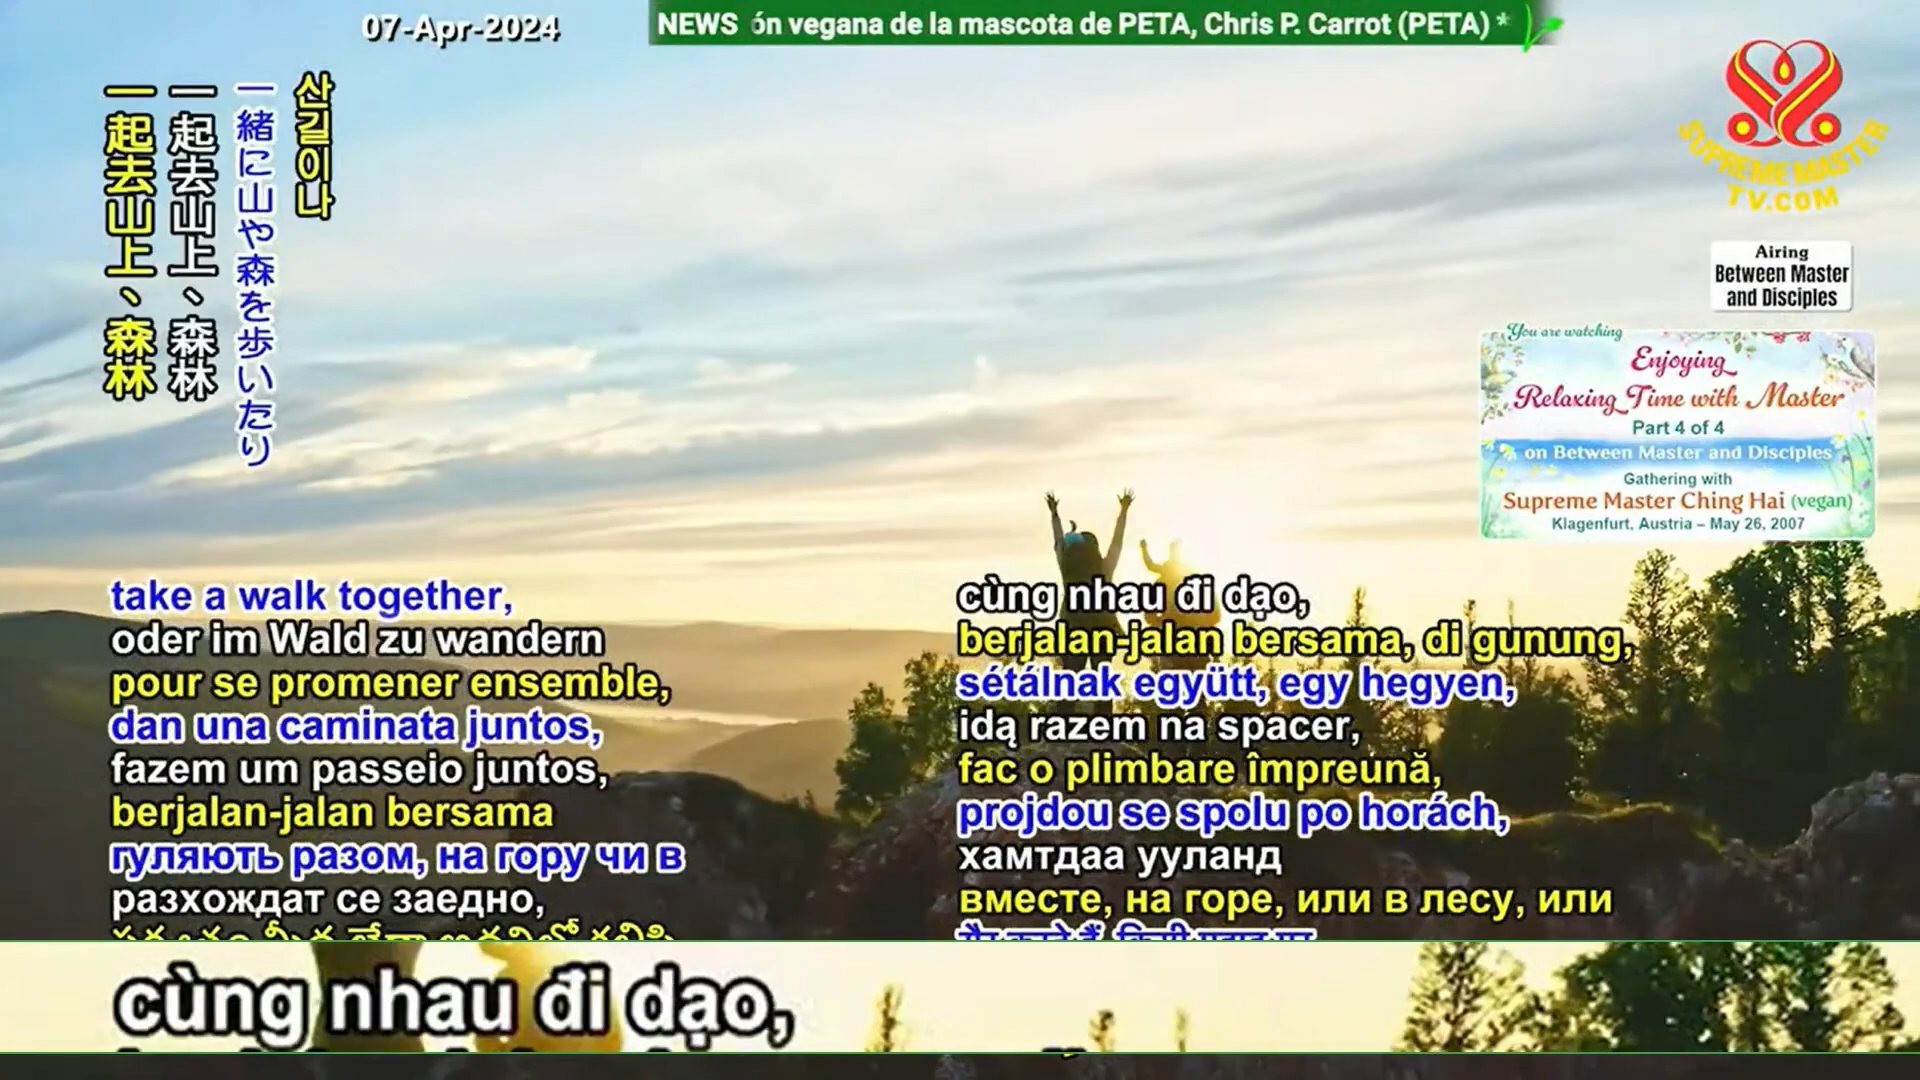 07-Apr-2024
NEWS ón vegana de la mascota de PETA, Chris P. Carrot (PETA) *
산길이나
一緒に山や森を歩いたり
一起去山上、森林
一起去山上、森林
SUPREME MASTER
TV.COM
Airing
Between Master
and Disciples
You are watching
Enjoying
Relaxing Time with Master
Part 4 of 4
on Between Master and Disciples
Gathering with
Supreme Master Ching Hai (vegan)
Klagenfurt, Austria – May 26, 2007
take a walk together,
oder im Wald zu wandern
pour se promener ensemble,
dan una caminata juntos,
fazem um passeio juntos,
berjalan-jalan bersama
гуляють разом, на гору чи в
разхождат се заедно,
cùng nhau đi dạo,
berjalan-jalan bersama, di gunung,
sétálnak együtt, egy hegyen,
idą razem na spacer,
fac o plimbare împreună,
projdou se spolu po horách,
хамтдаа ууланд
вместе, на горе, или в лесу, или
cùng nhau đi dạo,